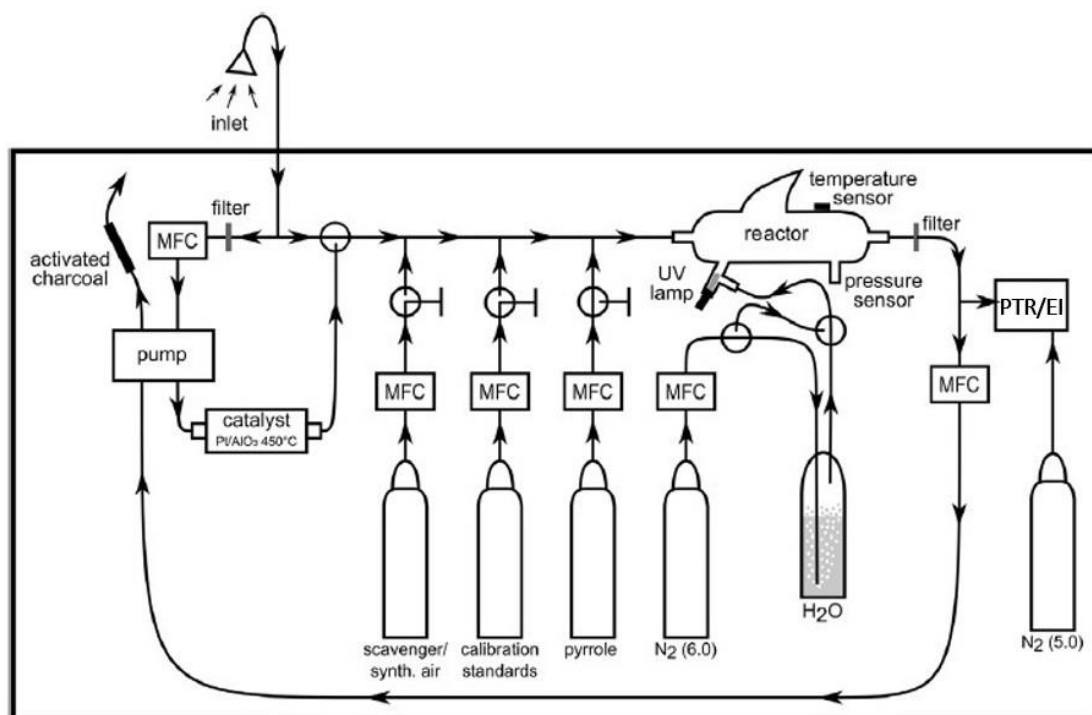 inlet
filter
MFC
activated
charcoal
pump
catalyst
Pt/AlO₃ 450°C
temperature
sensor
reactor
filter
UV
lamp
pressure
sensor
PTR/EI
MFC
MFC
MFC
MFC
MFC
scavenger/
synth. air
calibration
standards
pyrrole
N₂ (6.0)
H₂O
N₂ (5.0)